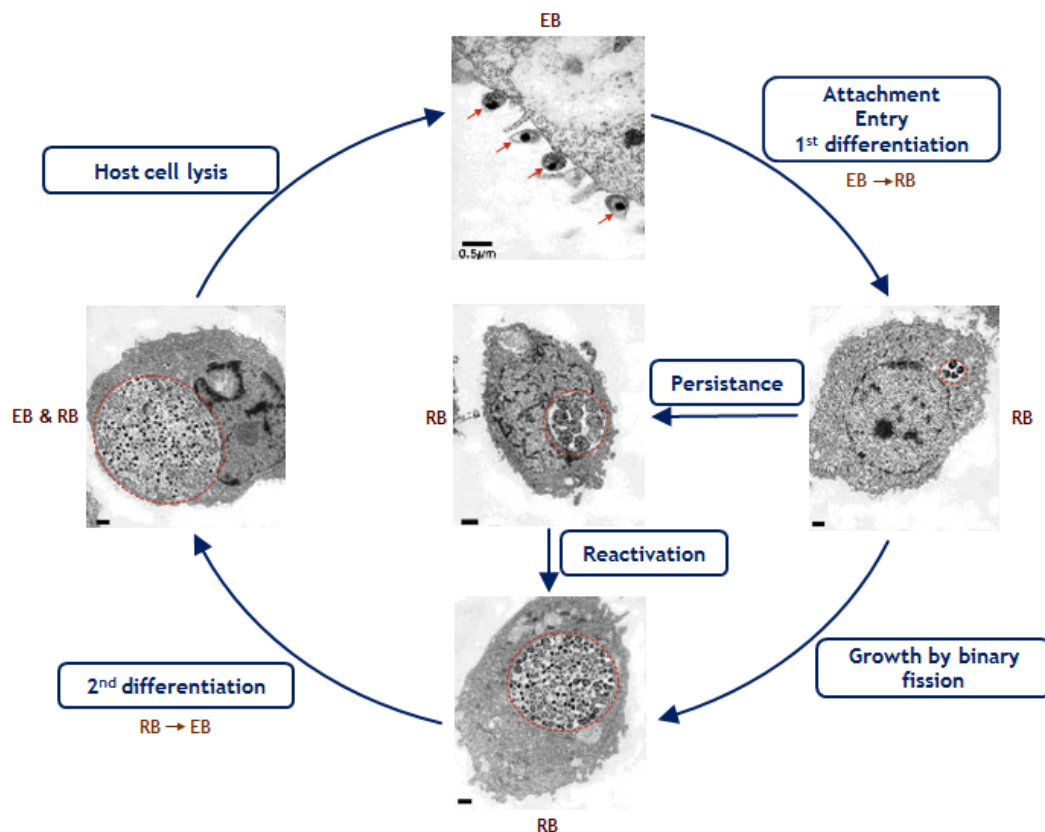 EB
Attachment
Entry
1st differentiation
EB → RB
Host cell lysis
0.5µm
Persistance
EB & RB
RB
RB
Reactivation
2nd differentiation
RB → EB
Growth by binary
fission
RB